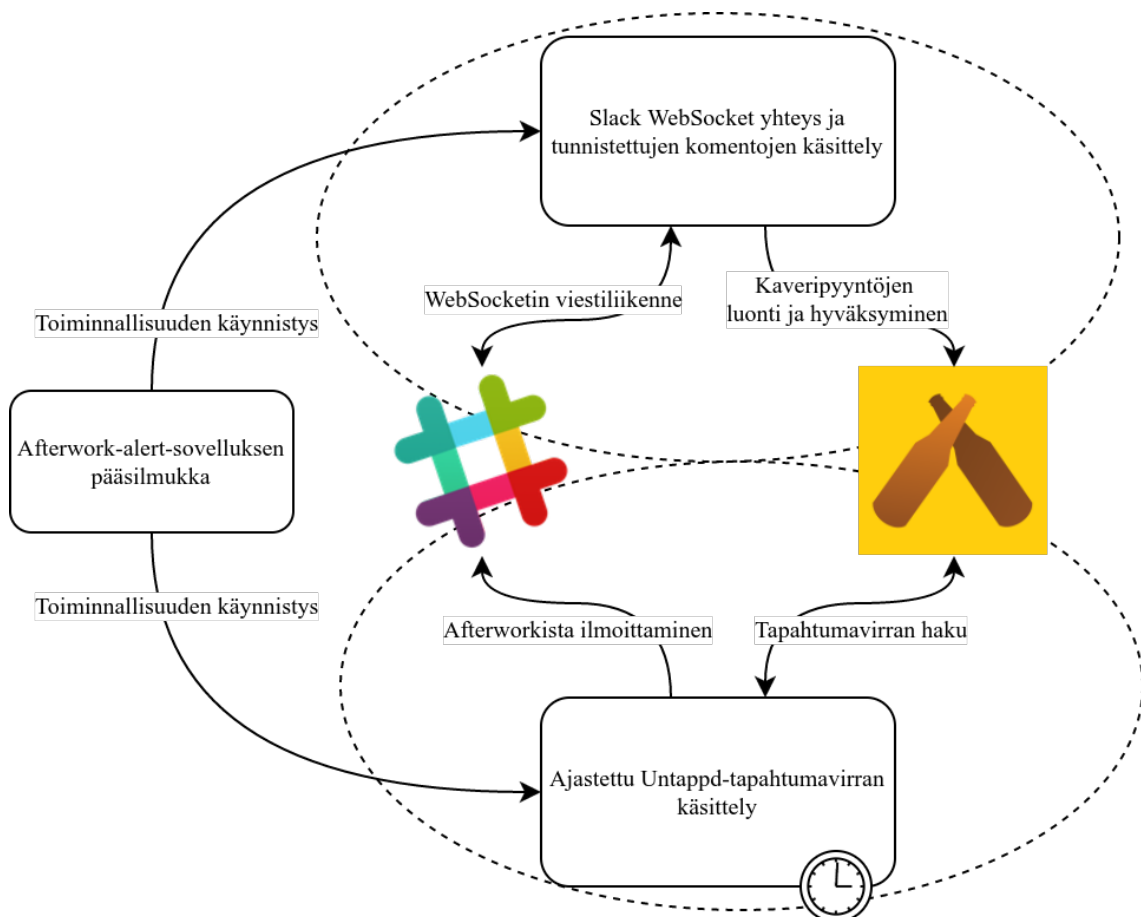 Slack WebSocket yhteys ja
tunnistettujen komentojen käsittely
WebSocketin viestiliikenne
Kaveripyyntöjen
luonti ja hyväksyminen
Toiminnallisuuden käynnistys
Afterwork-alert-sovelluksen
pääsilmukka
Toiminnallisuuden käynnistys
Afterworkista ilmoittaminen
Tapahtumavirran haku
Ajastettu Untappd-tapahtumavirran
käsittely